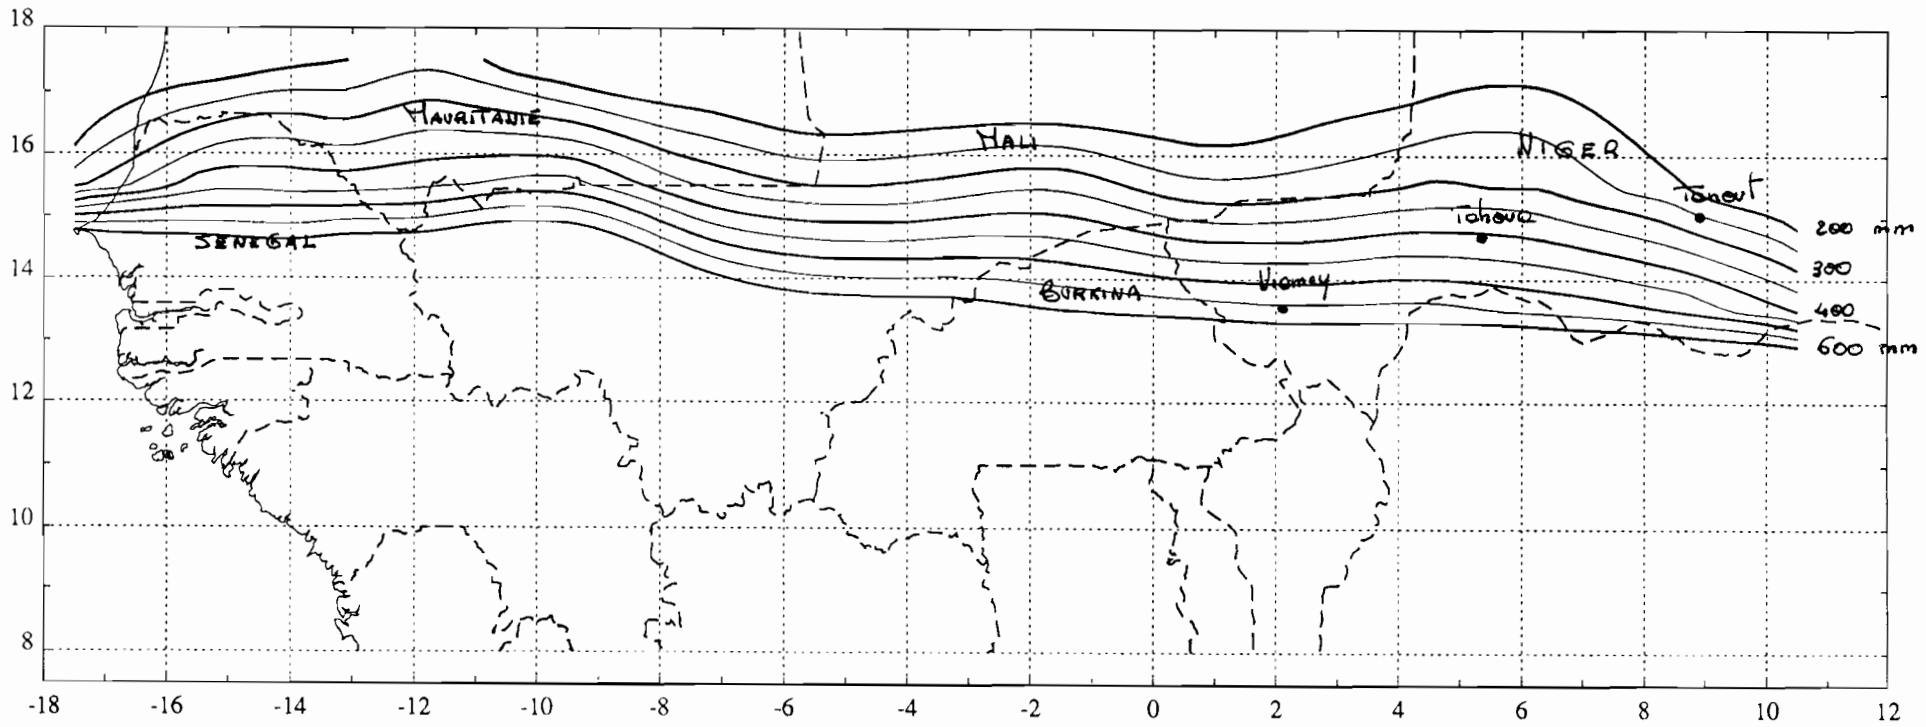 18
MAURITANIE
MALI
NIGER
16
Tanout
Tahoua
200 mm
SENEGAL
300
14
Niamey
BURKINA
400
600 mm
12
10
8
-18 -16 -14 -12 -10 -8 -6 -4 -2 0 2 4 6 8 10 12